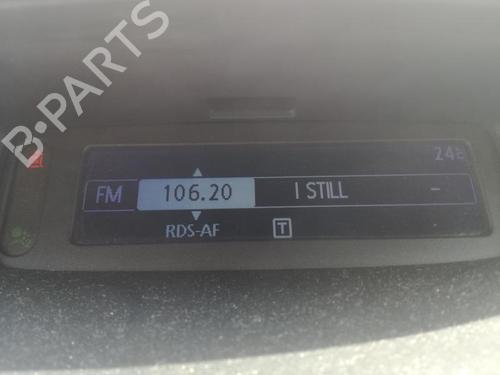 B-PARTS
24°
FM 106.20 I STILL -
RDS-AF T